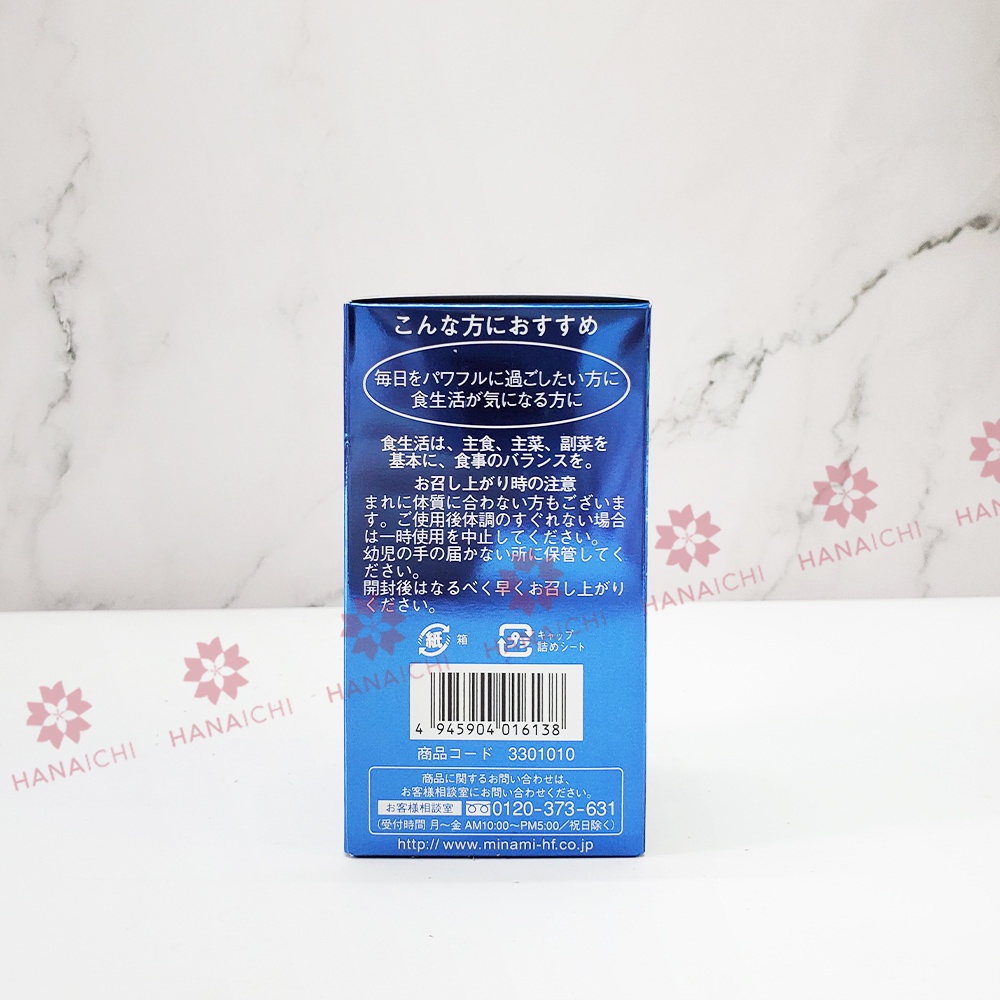 こんな方におすすめ
毎日をパワフルに過ごしたい方に
食生活が気になる方に
食生活は、主食、主菜、副菜を
基本に、食事のバランスを。
お召し上がり時の注意
まれに体質に合わない方もございま
す。ご使用後体調のすぐれない場合
は一時使用を中止してください。
幼児の手の届かない所に保管してく
ださい。
開封後はなるべく早くお召し上がり
ください。
紙 箱
プラ キャップ
詰めシート
4 945904 016138
商品コード 3301010
商品に関するお問い合わせは、
お客様相談室にお問い合わせください。
お客様相談室 0120-373-631
(受付時間 月〜金 AM10:00〜PM5:00/祝日除く)
http://www.minami-hf.co.jp
HANAICHI
HANAICHI
HANAICHI
HANAICHI
HANAICHI
HANAICHI
HANAICHI